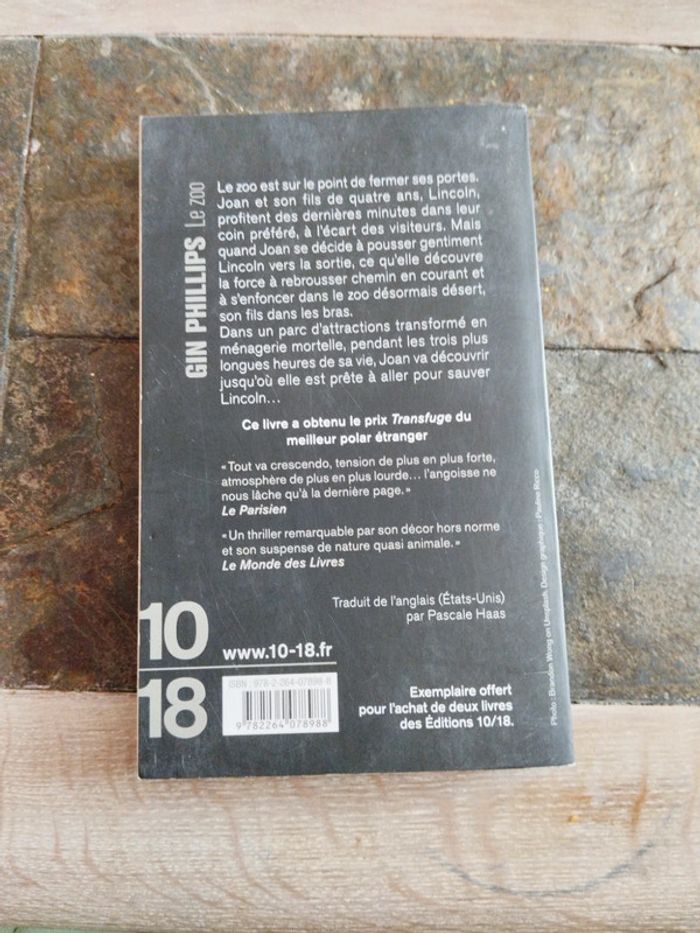 GIN PHILLIPS Le zoo
Le zoo est sur le point de fermer ses portes.
Joan et son fils de quatre ans, Lincoln,
profitent des dernières minutes dans leur
coin préféré, à l'écart des visiteurs. Mais
quand Joan se décide à pousser gentiment
Lincoln vers la sortie, ce qu'elle découvre
la force à rebrousser chemin en courant et
à s'enfoncer dans le zoo désormais désert,
son fils dans les bras.
Dans un parc d'attractions transformé en
ménagerie mortelle, pendant les trois plus
longues heures de sa vie, Joan va découvrir
jusqu'où elle est prête à aller pour sauver
Lincoln…
Ce livre a obtenu le prix Transfuge du
meilleur polar étranger
« Tout va crescendo, tension de plus en plus forte,
atmosphère de plus en plus lourde… l'angoisse ne
nous lâche qu'à la dernière page. »
Le Parisien
« Un thriller remarquable par son décor hors norme
et son suspense de nature quasi animale. »
Le Monde des Livres
Traduit de l'anglais (États-Unis)
par Pascale Haas
10
18
www.10-18.fr
ISBN : 978-2-264-07898-8
9 782264 078988
Exemplaire offert
pour l'achat de deux livres
des Éditions 10/18.
Photo : Brandon Wong on Unsplash. Design graphique : Pauline Ricco